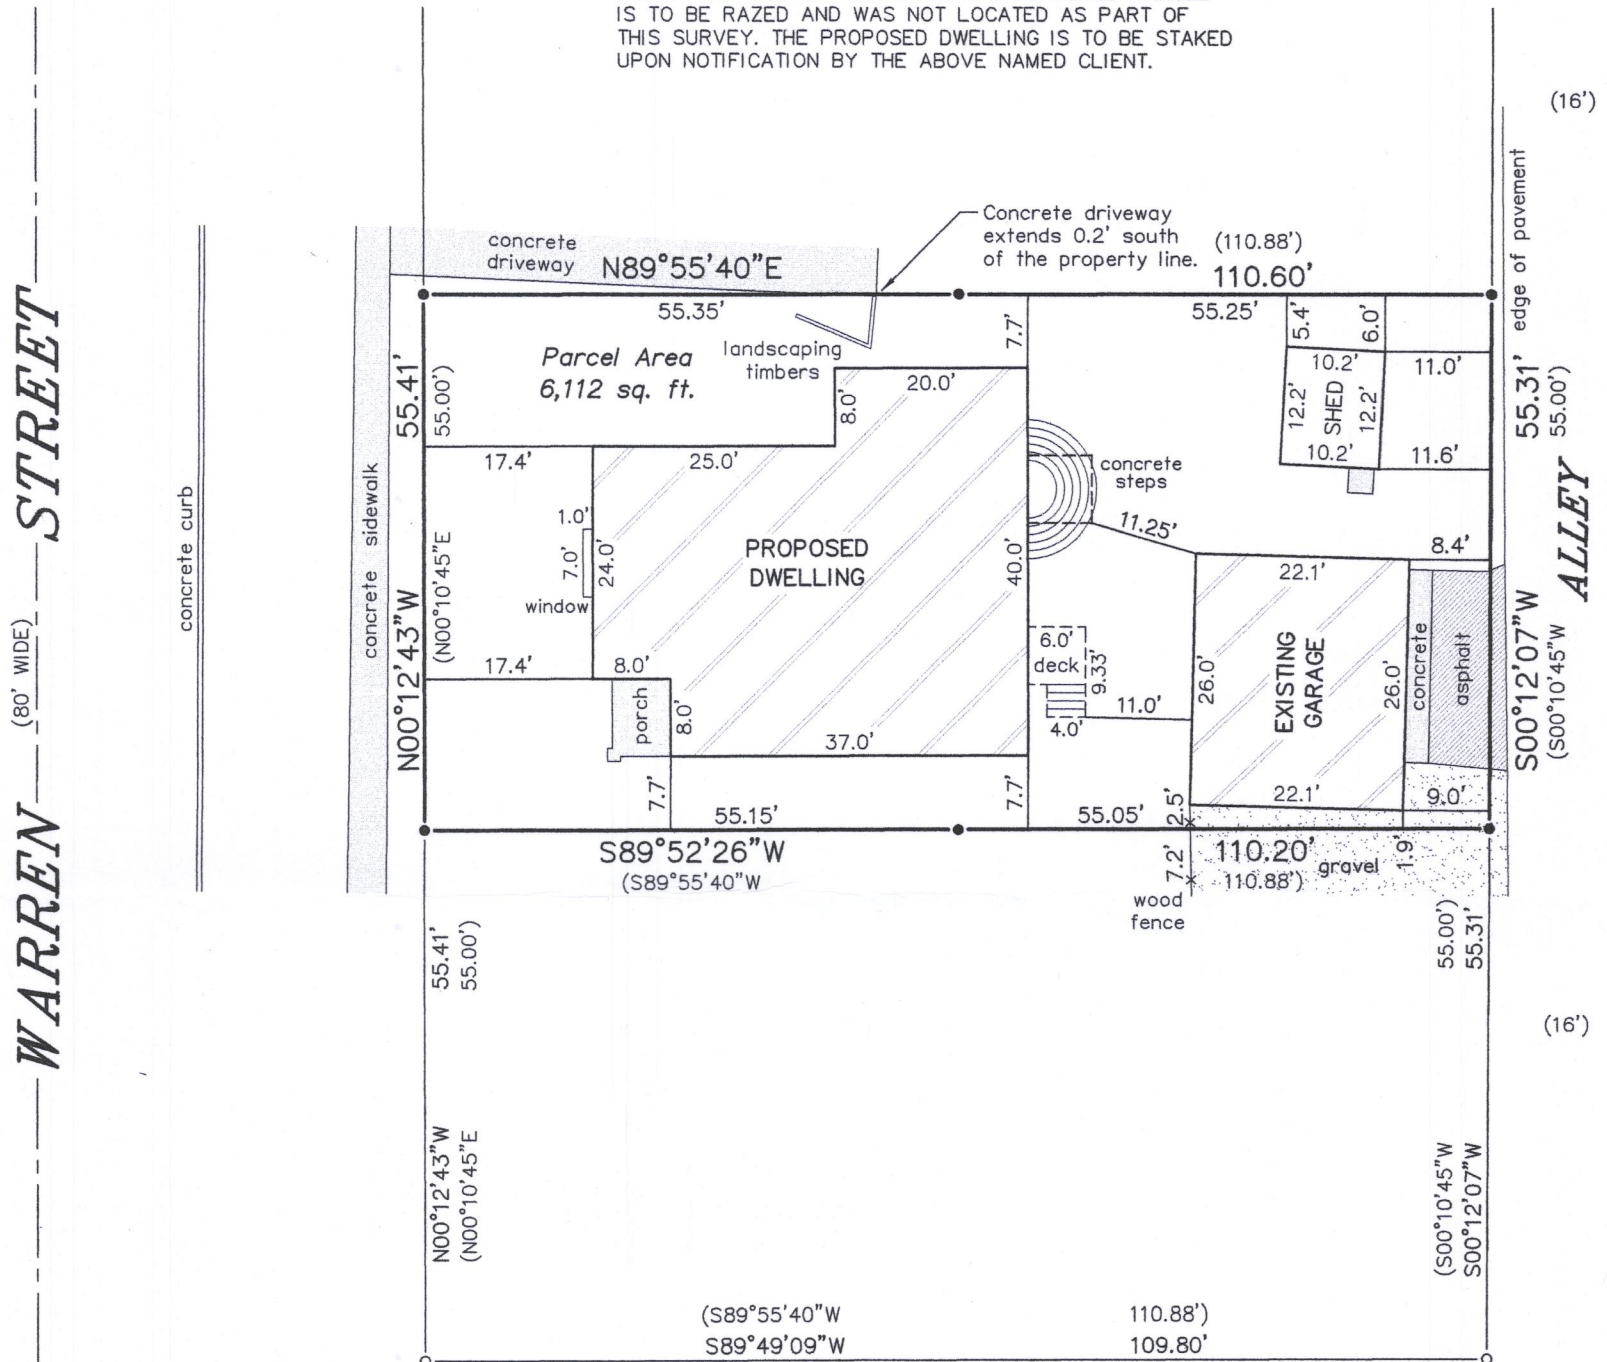 IS TO BE RAZED AND WAS NOT LOCATED AS PART OF
THIS SURVEY. THE PROPOSED DWELLING IS TO BE STAKED
UPON NOTIFICATION BY THE ABOVE NAMED CLIENT.
(16')
edge of pavement
Concrete driveway
extends 0.2' south
of the property line.
(110.88')
110.60'
concrete
driveway
N89°55'40"E
55.35'
55.25'
7.7'
5.4'
6.0'
Parcel Area
6,112 sq. ft.
landscaping
timbers
20.0'
8.0'
10.2'
12.2'
SHED
12.2'
10.2'
11.0'
11.6'
55.41'
(55.00')
55.31'
(55.00')
17.4'
25.0'
concrete
steps
11.25'
8.4'
WARREN STREET
(80' WIDE)
concrete curb
concrete sidewalk
N00°12'43"W
(N00°10'45"E
1.0'
7.0'
24.0'
window
PROPOSED
DWELLING
40.0'
17.4'
8.0'
porch
8.0'
37.0'
6.0'
deck
9.33'
4.0'
11.0'
22.1'
26.0'
EXISTING
GARAGE
26.0'
22.1'
concrete
asphalt
9.0'
ALLEY
S00°12'07"W
(S00°10'45"W
7.7'
7.7'
2.5'
55.15'
55.05'
S89°52'26"W
(S89°55'40"W
110.20'
110.88')
7.2'
gravel
1.9'
wood
fence
55.41'
55.00')
55.00')
55.31'
(16')
N00°12'43"W
(N00°10'45"E
(S00°10'45"W
S00°12'07"W
(S89°55'40"W
110.88')
S89°49'09"W
109.80'